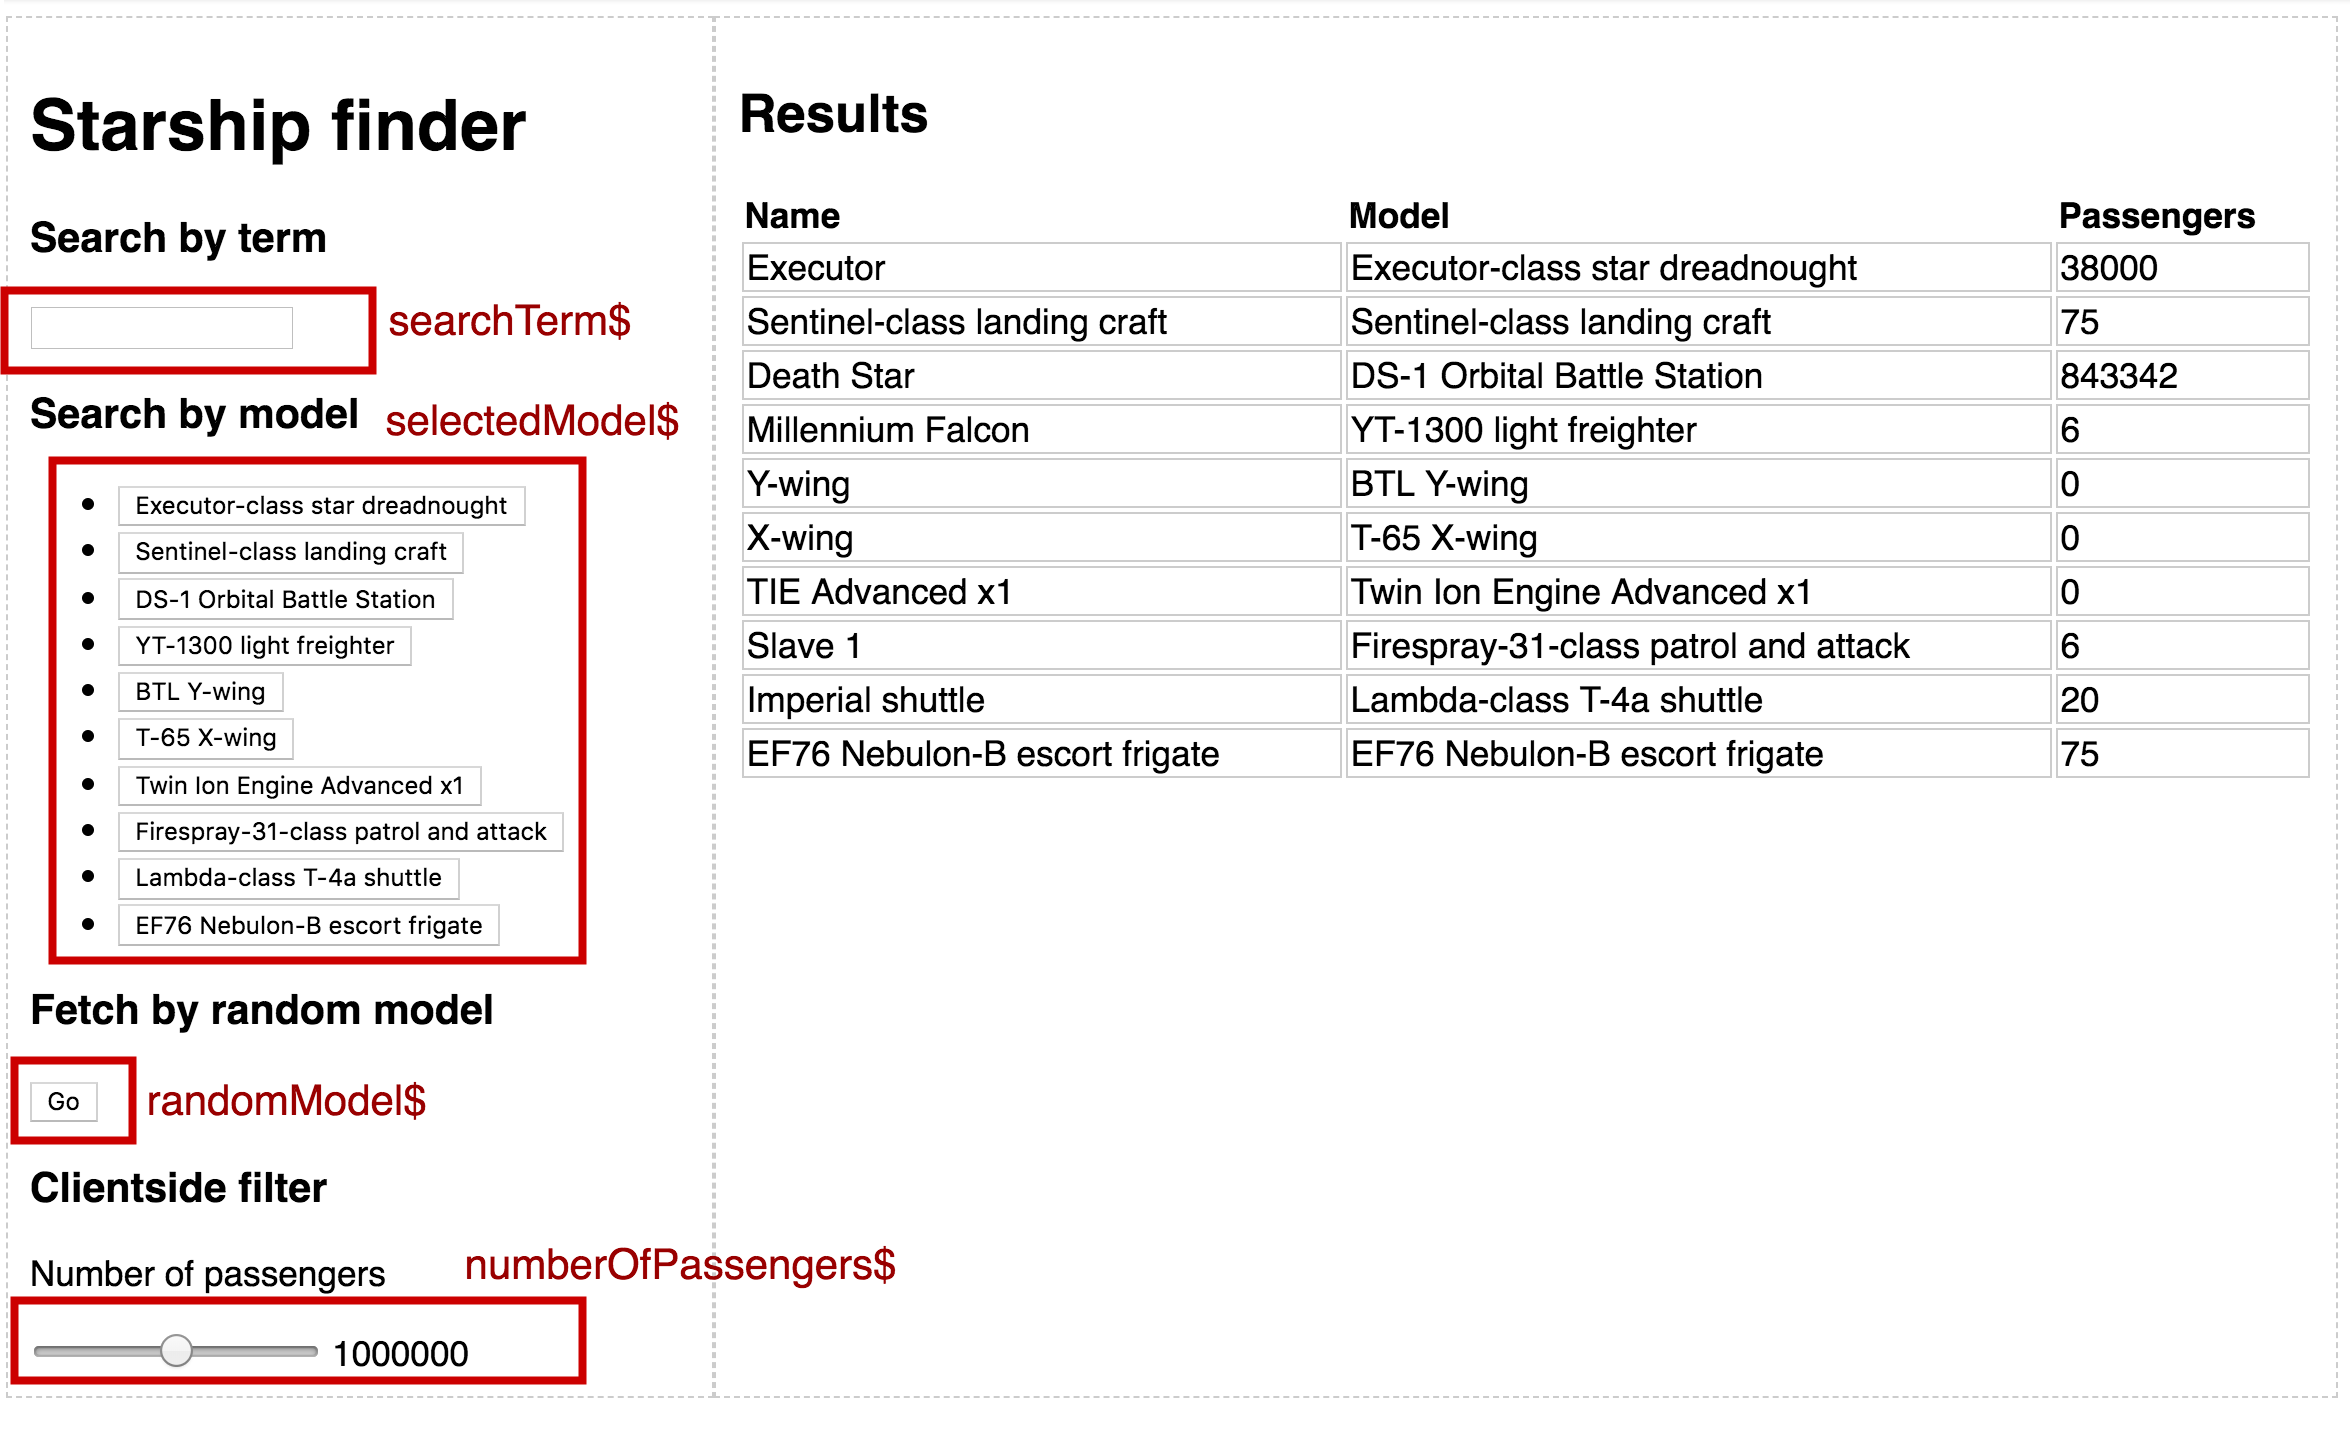 Starship finder
Search by term
searchTerm$
Search by model selectedModel$
Executor-class star dreadnought
Sentinel-class landing craft
DS-1 Orbital Battle Station
YT-1300 light freighter
BTL Y-wing
T-65 X-wing
Twin Ion Engine Advanced x1
Firespray-31-class patrol and attack
Lambda-class T-4a shuttle
EF76 Nebulon-B escort frigate
Fetch by random model
Go randomModel$
Clientside filter
Number of passengers numberOfPassengers$
1000000
Results
Name Model Passengers
Executor Executor-class star dreadnought 38000
Sentinel-class landing craft Sentinel-class landing craft 75
Death Star DS-1 Orbital Battle Station 843342
Millennium Falcon YT-1300 light freighter 6
Y-wing BTL Y-wing 0
X-wing T-65 X-wing 0
TIE Advanced x1 Twin Ion Engine Advanced x1 0
Slave 1 Firespray-31-class patrol and attack 6
Imperial shuttle Lambda-class T-4a shuttle 20
EF76 Nebulon-B escort frigate EF76 Nebulon-B escort frigate 75